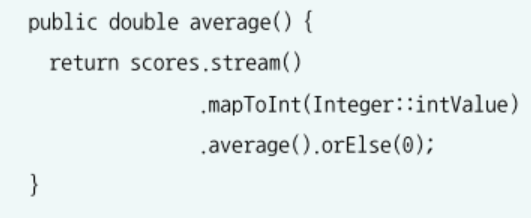 public double average() {
  return scores.stream()
               .mapToInt(Integer::intValue)
               .average().orElse(0);
}